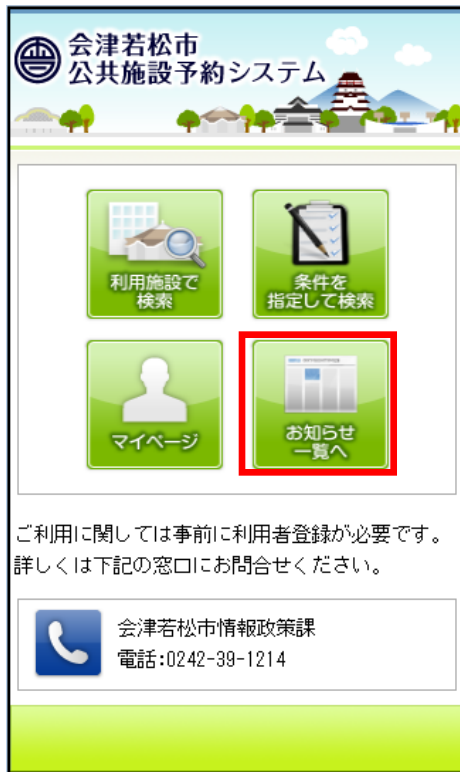 会津若松市
公共施設予約システム
利用施設で
検索
条件を
指定して検索
マイページ
お知らせ
一覧へ
ご利用に関しては事前に利用者登録が必要です。
詳しくは下記の窓口にお問合せください。
会津若松市情報政策課
電話:0242-39-1214